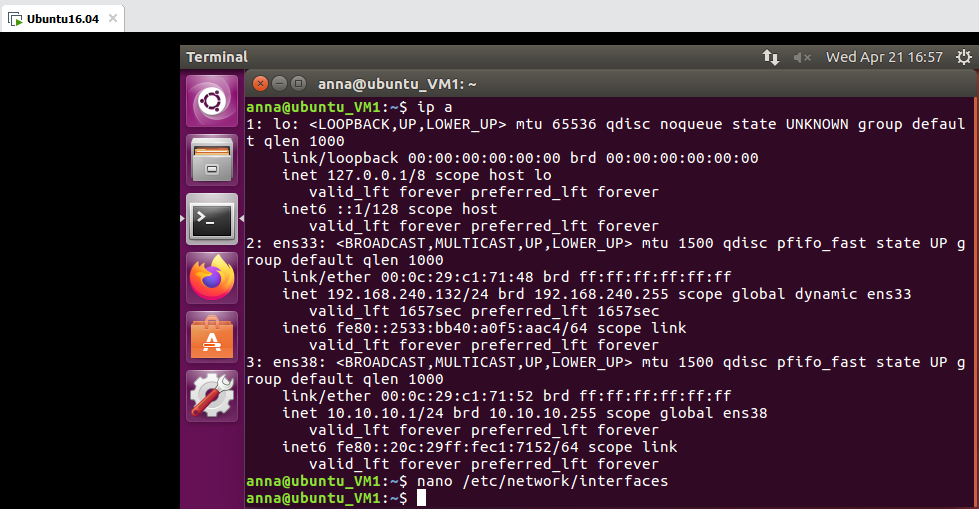 Ubuntu16.04
Terminal
Wed Apr 21 16:57
anna@ubuntu_VM1: ~
anna@ubuntu_VM1:~$ ip a
1: lo: <LOOPBACK,UP,LOWER_UP> mtu 65536 qdisc noqueue state UNKNOWN group defaul
t qlen 1000
    link/loopback 00:00:00:00:00:00 brd 00:00:00:00:00:00
    inet 127.0.0.1/8 scope host lo
       valid_lft forever preferred_lft forever
    inet6 ::1/128 scope host
       valid_lft forever preferred_lft forever
2: ens33: <BROADCAST,MULTICAST,UP,LOWER_UP> mtu 1500 qdisc pfifo_fast state UP g
roup default qlen 1000
    link/ether 00:0c:29:c1:71:48 brd ff:ff:ff:ff:ff:ff
    inet 192.168.240.132/24 brd 192.168.240.255 scope global dynamic ens33
       valid_lft 1657sec preferred_lft 1657sec
    inet6 fe80::2533:bb40:a0f5:aac4/64 scope link
       valid_lft forever preferred_lft forever
3: ens38: <BROADCAST,MULTICAST,UP,LOWER_UP> mtu 1500 qdisc pfifo_fast state UP g
roup default qlen 1000
    link/ether 00:0c:29:c1:71:52 brd ff:ff:ff:ff:ff:ff
    inet 10.10.10.1/24 brd 10.10.10.255 scope global ens38
       valid_lft forever preferred_lft forever
    inet6 fe80::20c:29ff:fec1:7152/64 scope link
       valid_lft forever preferred_lft forever
anna@ubuntu_VM1:~$ nano /etc/network/interfaces
anna@ubuntu_VM1:~$